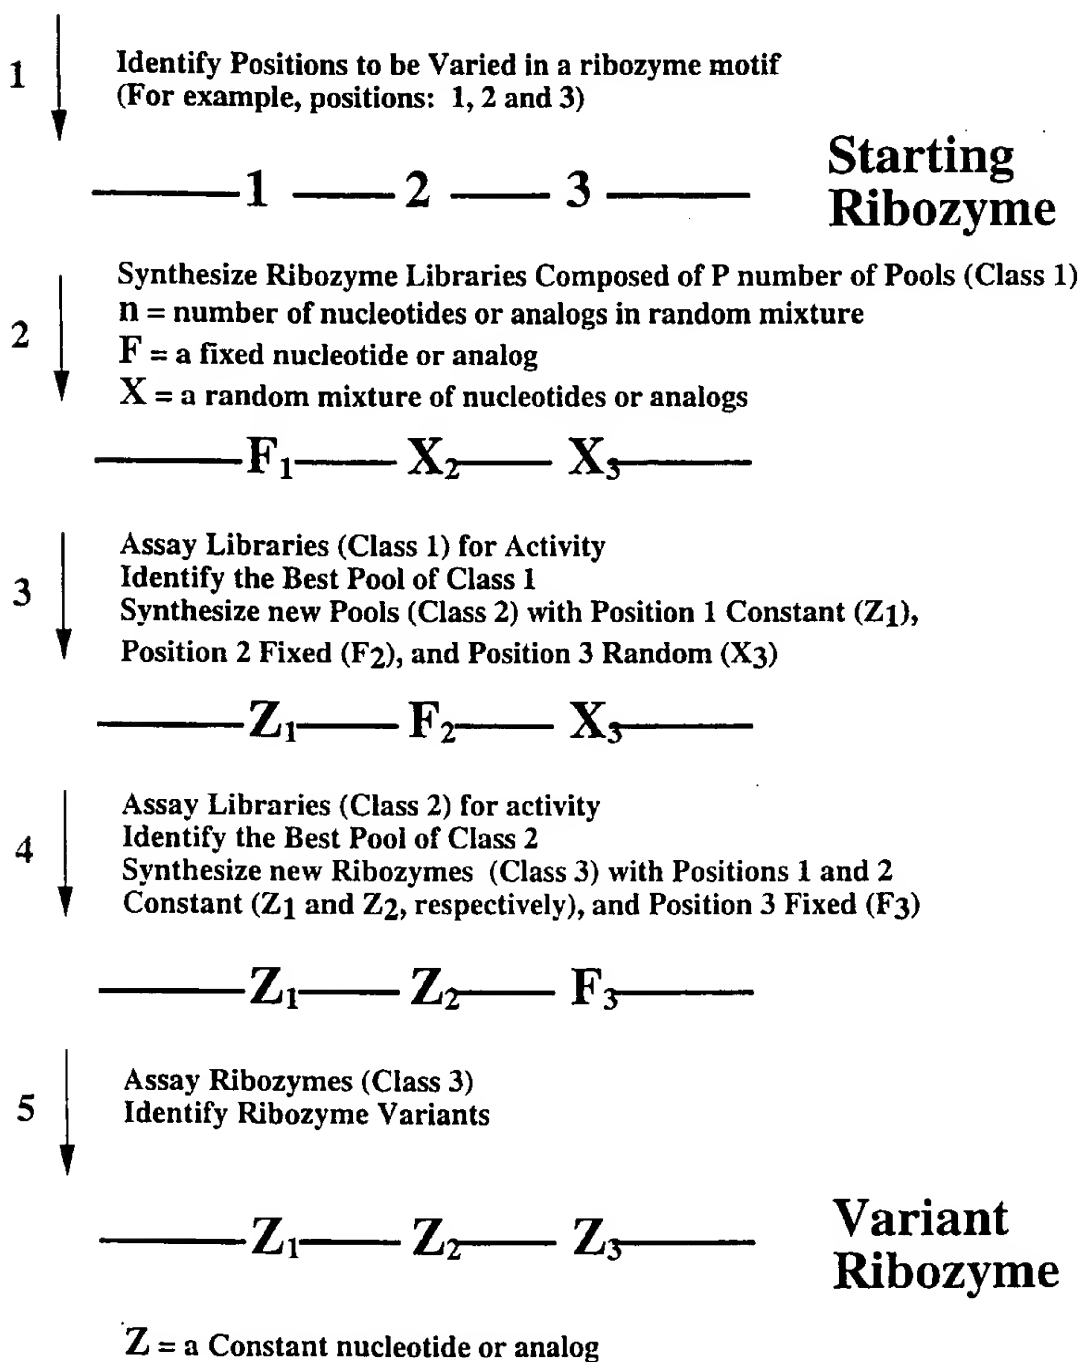 1
Identify Positions to be Varied in a ribozyme motif
(For example, positions: 1, 2 and 3)
1 2 3
Starting
Ribozyme
2
Synthesize Ribozyme Libraries Composed of P number of Pools (Class 1)
n = number of nucleotides or analogs in random mixture
F = a fixed nucleotide or analog
X = a random mixture of nucleotides or analogs
F1 X2 X3
3
Assay Libraries (Class 1) for Activity
Identify the Best Pool of Class 1
Synthesize new Pools (Class 2) with Position 1 Constant (Z1),
Position 2 Fixed (F2), and Position 3 Random (X3)
Z1 F2 X3
4
Assay Libraries (Class 2) for activity
Identify the Best Pool of Class 2
Synthesize new Ribozymes (Class 3) with Positions 1 and 2
Constant (Z1 and Z2, respectively), and Position 3 Fixed (F3)
Z1 Z2 F3
5
Assay Ribozymes (Class 3)
Identify Ribozyme Variants
Z1 Z2 Z3
Variant
Ribozyme
Z = a Constant nucleotide or analog